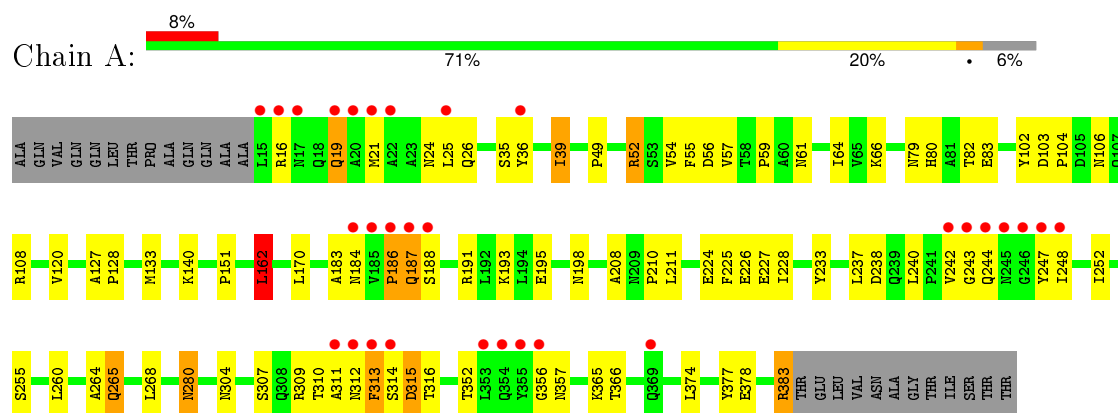 8%
Chain A:
71% 20% • 6%
ALA GLN VAL GLN GLN LEU THR PRO ALA GLN GLN ALA ALA L15 R16 N17 Q18 Q19 A20 M21 A22 A23 N24 L25 Q26 S35 Y36 I39 P49 R52 S53 V54 F55 D56 V57 T58 P59 A60 N61 I64 V65 K66 N79 H80 A81 T82 E83 Y102 D103 P104 D105 N106 Q107
R108 V120 A127 P128 M133 K140 P151 L162 L170 A183 N184 V185 P186 Q187 S188 R191 L192 K193 L194 E195 N198 A208 N209 P210 L211 E224 F225 E226 E227 I228 Y233 L237 D238 Q239 L240 P241 V242 G243 Q244 N245 G246 Y247 I248 I252
S255 L260 A264 Q265 L268 N280 N304 S307 Q308 R309 T310 A311 N312 F313 S314 D315 T316 T352 L353 Q354 Y355 G356 N357 K365 T366 Q369 L374 Y377 E378 R383 THR GLU LEU VAL ASN ALA GLY THR ILE SER THR THR